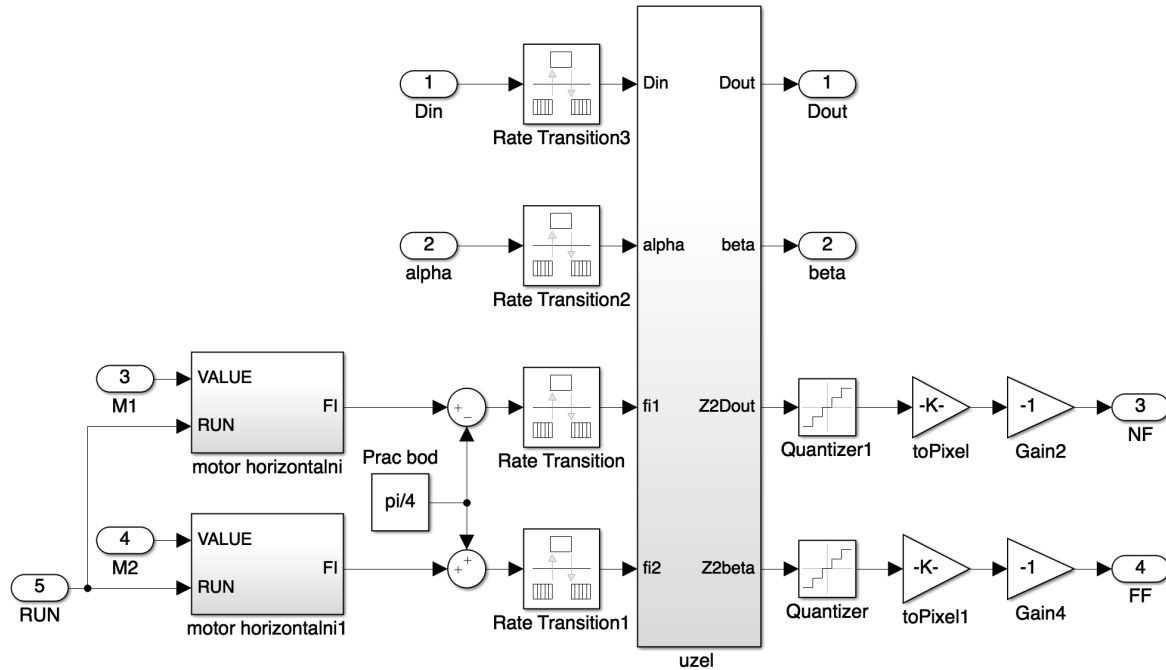 1
Din
Rate Transition3
Din
Dout
1
Dout
2
alpha
Rate Transition2
alpha
beta
2
beta
3
M1
VALUE
RUN
FI
motor horizontalni
+
−
Rate Transition
fi1
Z2Dout
Quantizer1
-K-
toPixel
-1
Gain2
3
NF
Prac bod
pi/4
4
M2
5
RUN
VALUE
RUN
FI
motor horizontalni1
+
+
Rate Transition1
fi2
Z2beta
Quantizer
-K-
toPixel1
-1
Gain4
4
FF
uzel